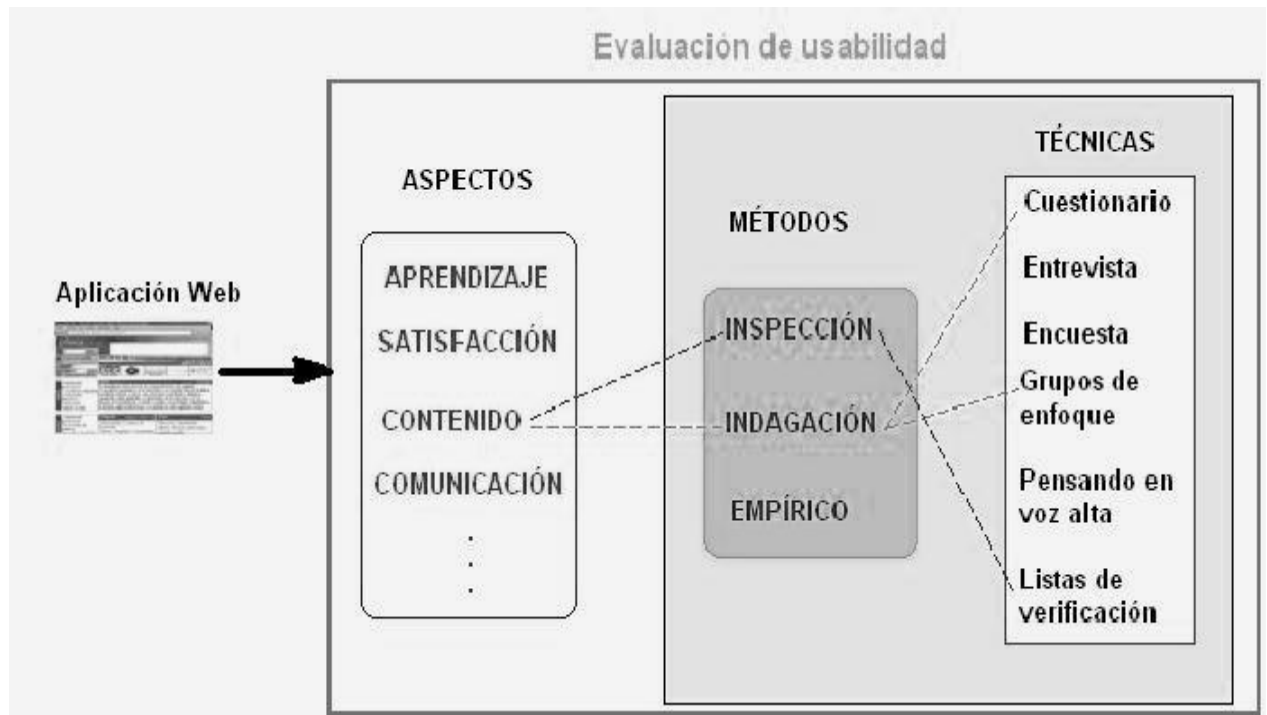 Evaluación de usabilidad
Aplicación Web
ASPECTOS
APRENDIZAJE
SATISFACCIÓN
CONTENIDO
COMUNICACIÓN
.
.
.
MÉTODOS
INSPECCIÓN
INDAGACIÓN
EMPÍRICO
TÉCNICAS
Cuestionario
Entrevista
Encuesta
Grupos de
enfoque
Pensando en
voz alta
Listas de
verificación